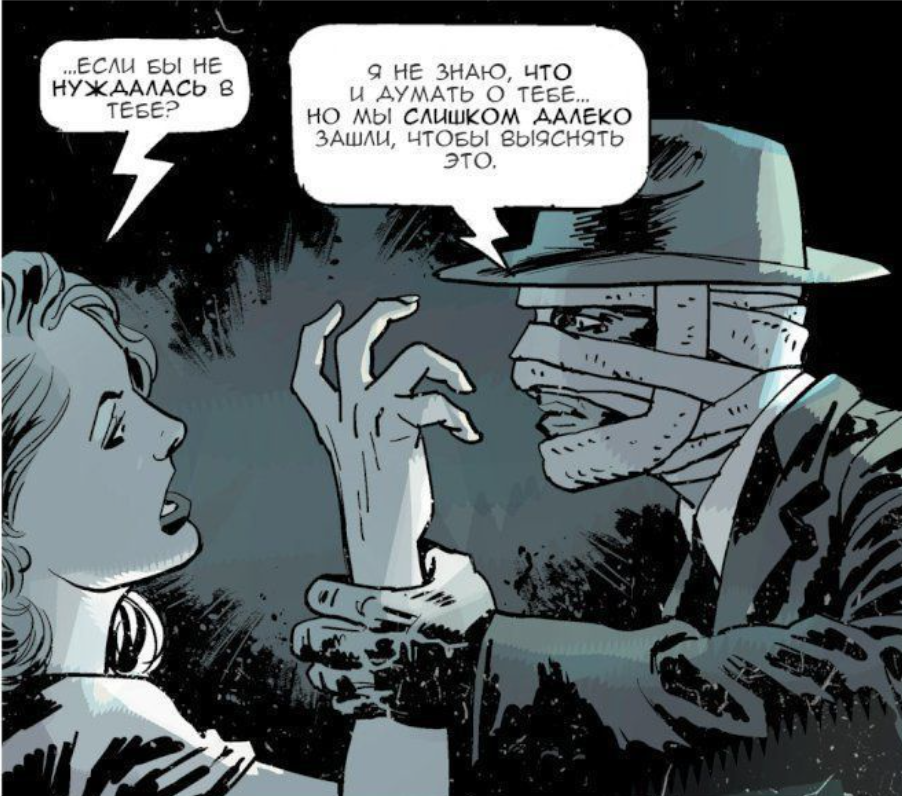 ...ЕСЛИ БЫ НЕ
НУЖДАЛАСЬ В
ТЕБЕ?
Я НЕ ЗНАЮ, ЧТО
И ДУМАТЬ О ТЕБЕ...
НО МЫ СЛИШКОМ ДАЛЕКО
ЗАШЛИ, ЧТОБЫ ВЫЯСНЯТЬ
ЭТО.